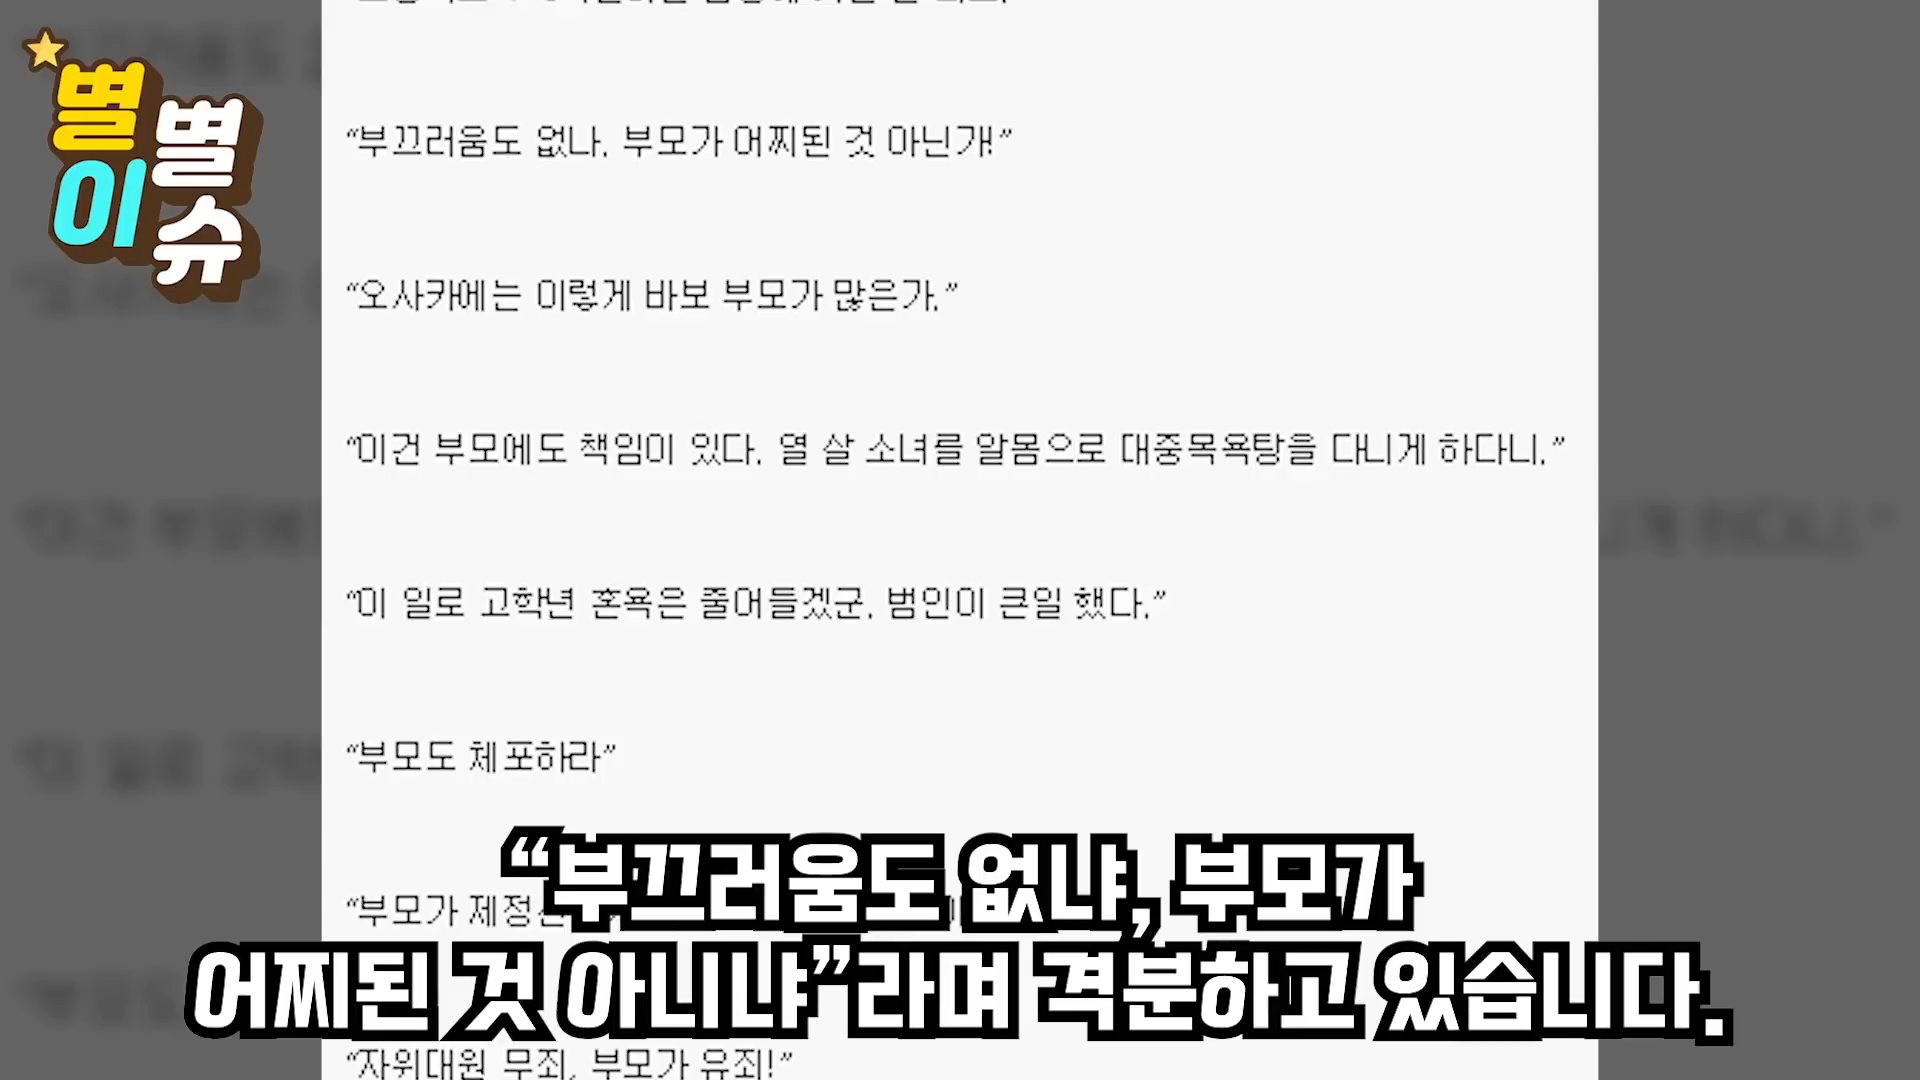 별별
이슈
“부끄러움도 없나. 부모가 어찌된 것 아닌가!”
“오사카에는 이렇게 바보 부모가 많은가.”
“이건 부모에도 책임이 있다. 열 살 소녀를 알몸으로 대중목욕탕을 다니게 하다니.”
“이 일로 고학년 혼욕은 줄어들겠군. 범인이 큰일 했다.”
“부모도 체포하라”
“부모가 제정신
“부끄러움도 없냐, 부모가
어찌된 것 아니냐”라며 격분하고 있습니다.
“자위대원 무죄, 부모가 유죄!”